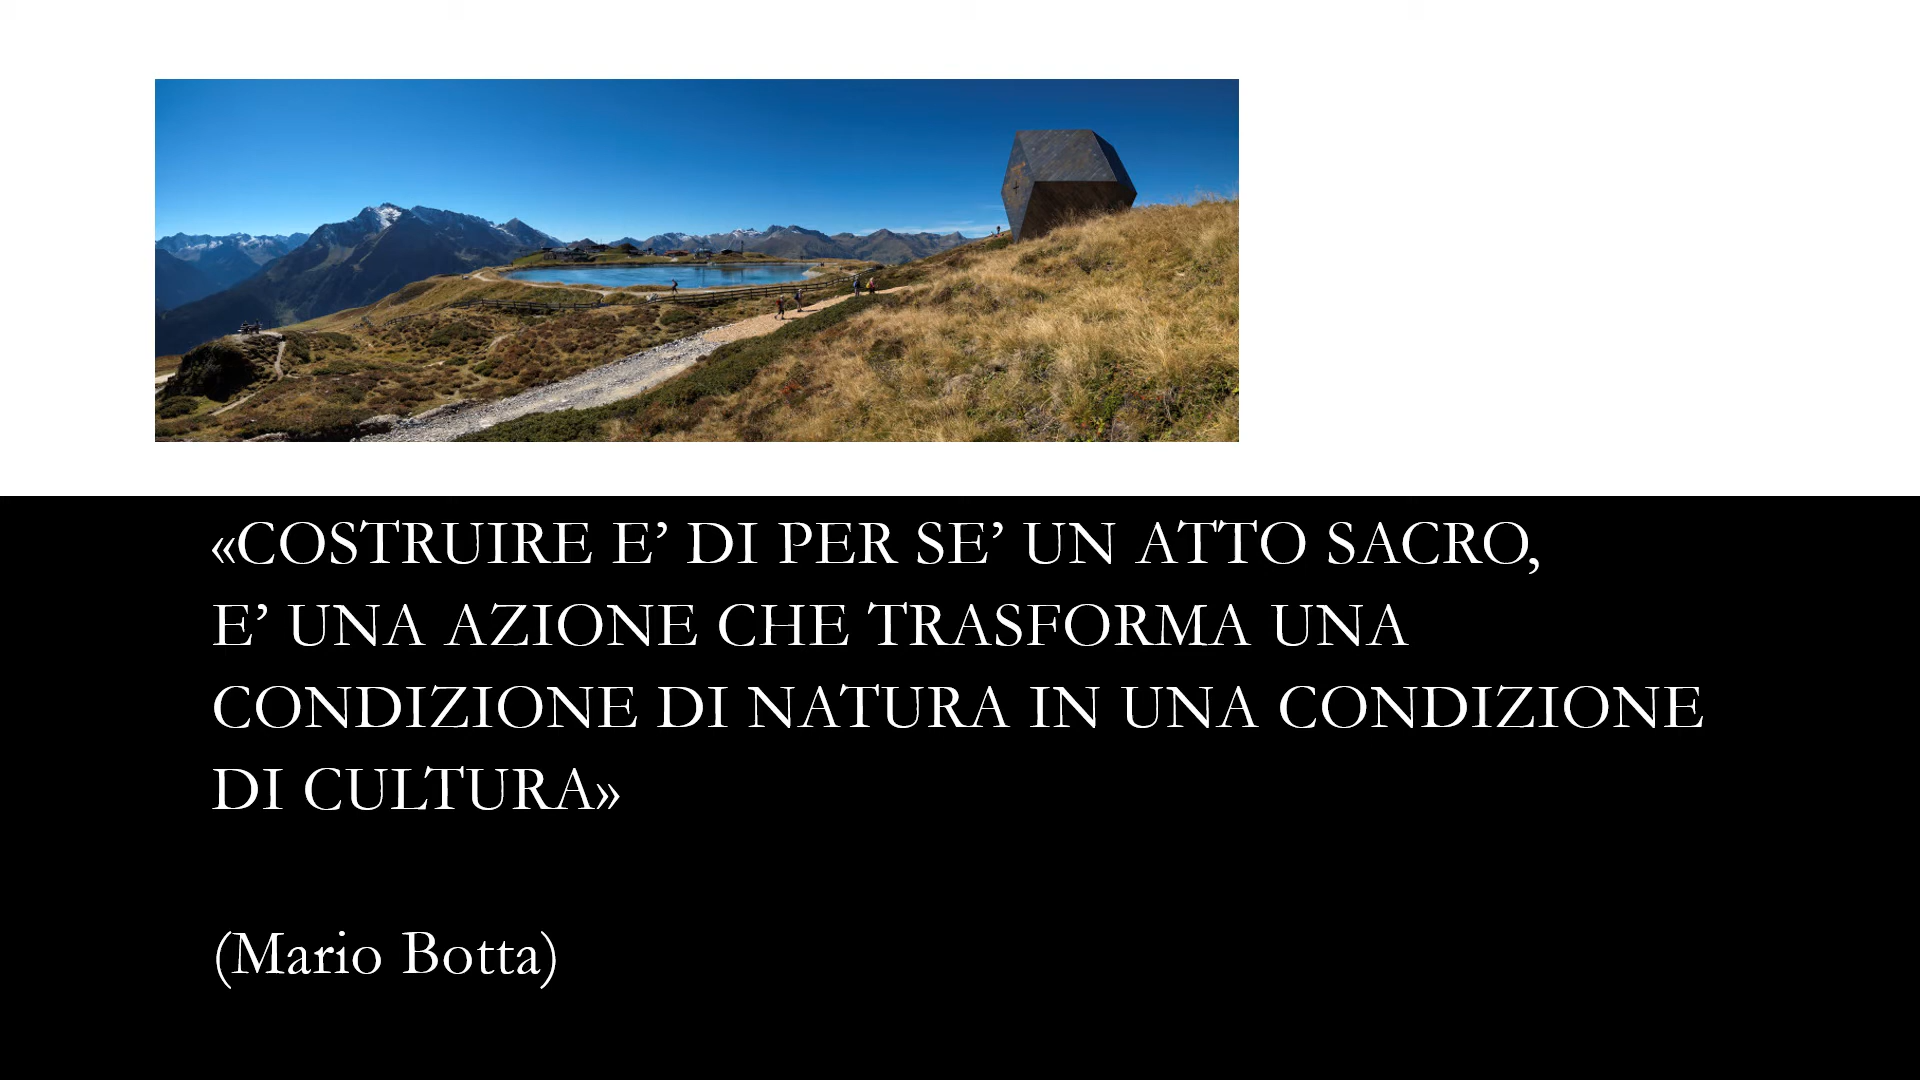 «COSTRUIRE E’ DI PER SE’ UN ATTO SACRO,
E’ UNA AZIONE CHE TRASFORMA UNA
CONDIZIONE DI NATURA IN UNA CONDIZIONE
DI CULTURA»
(Mario Botta)